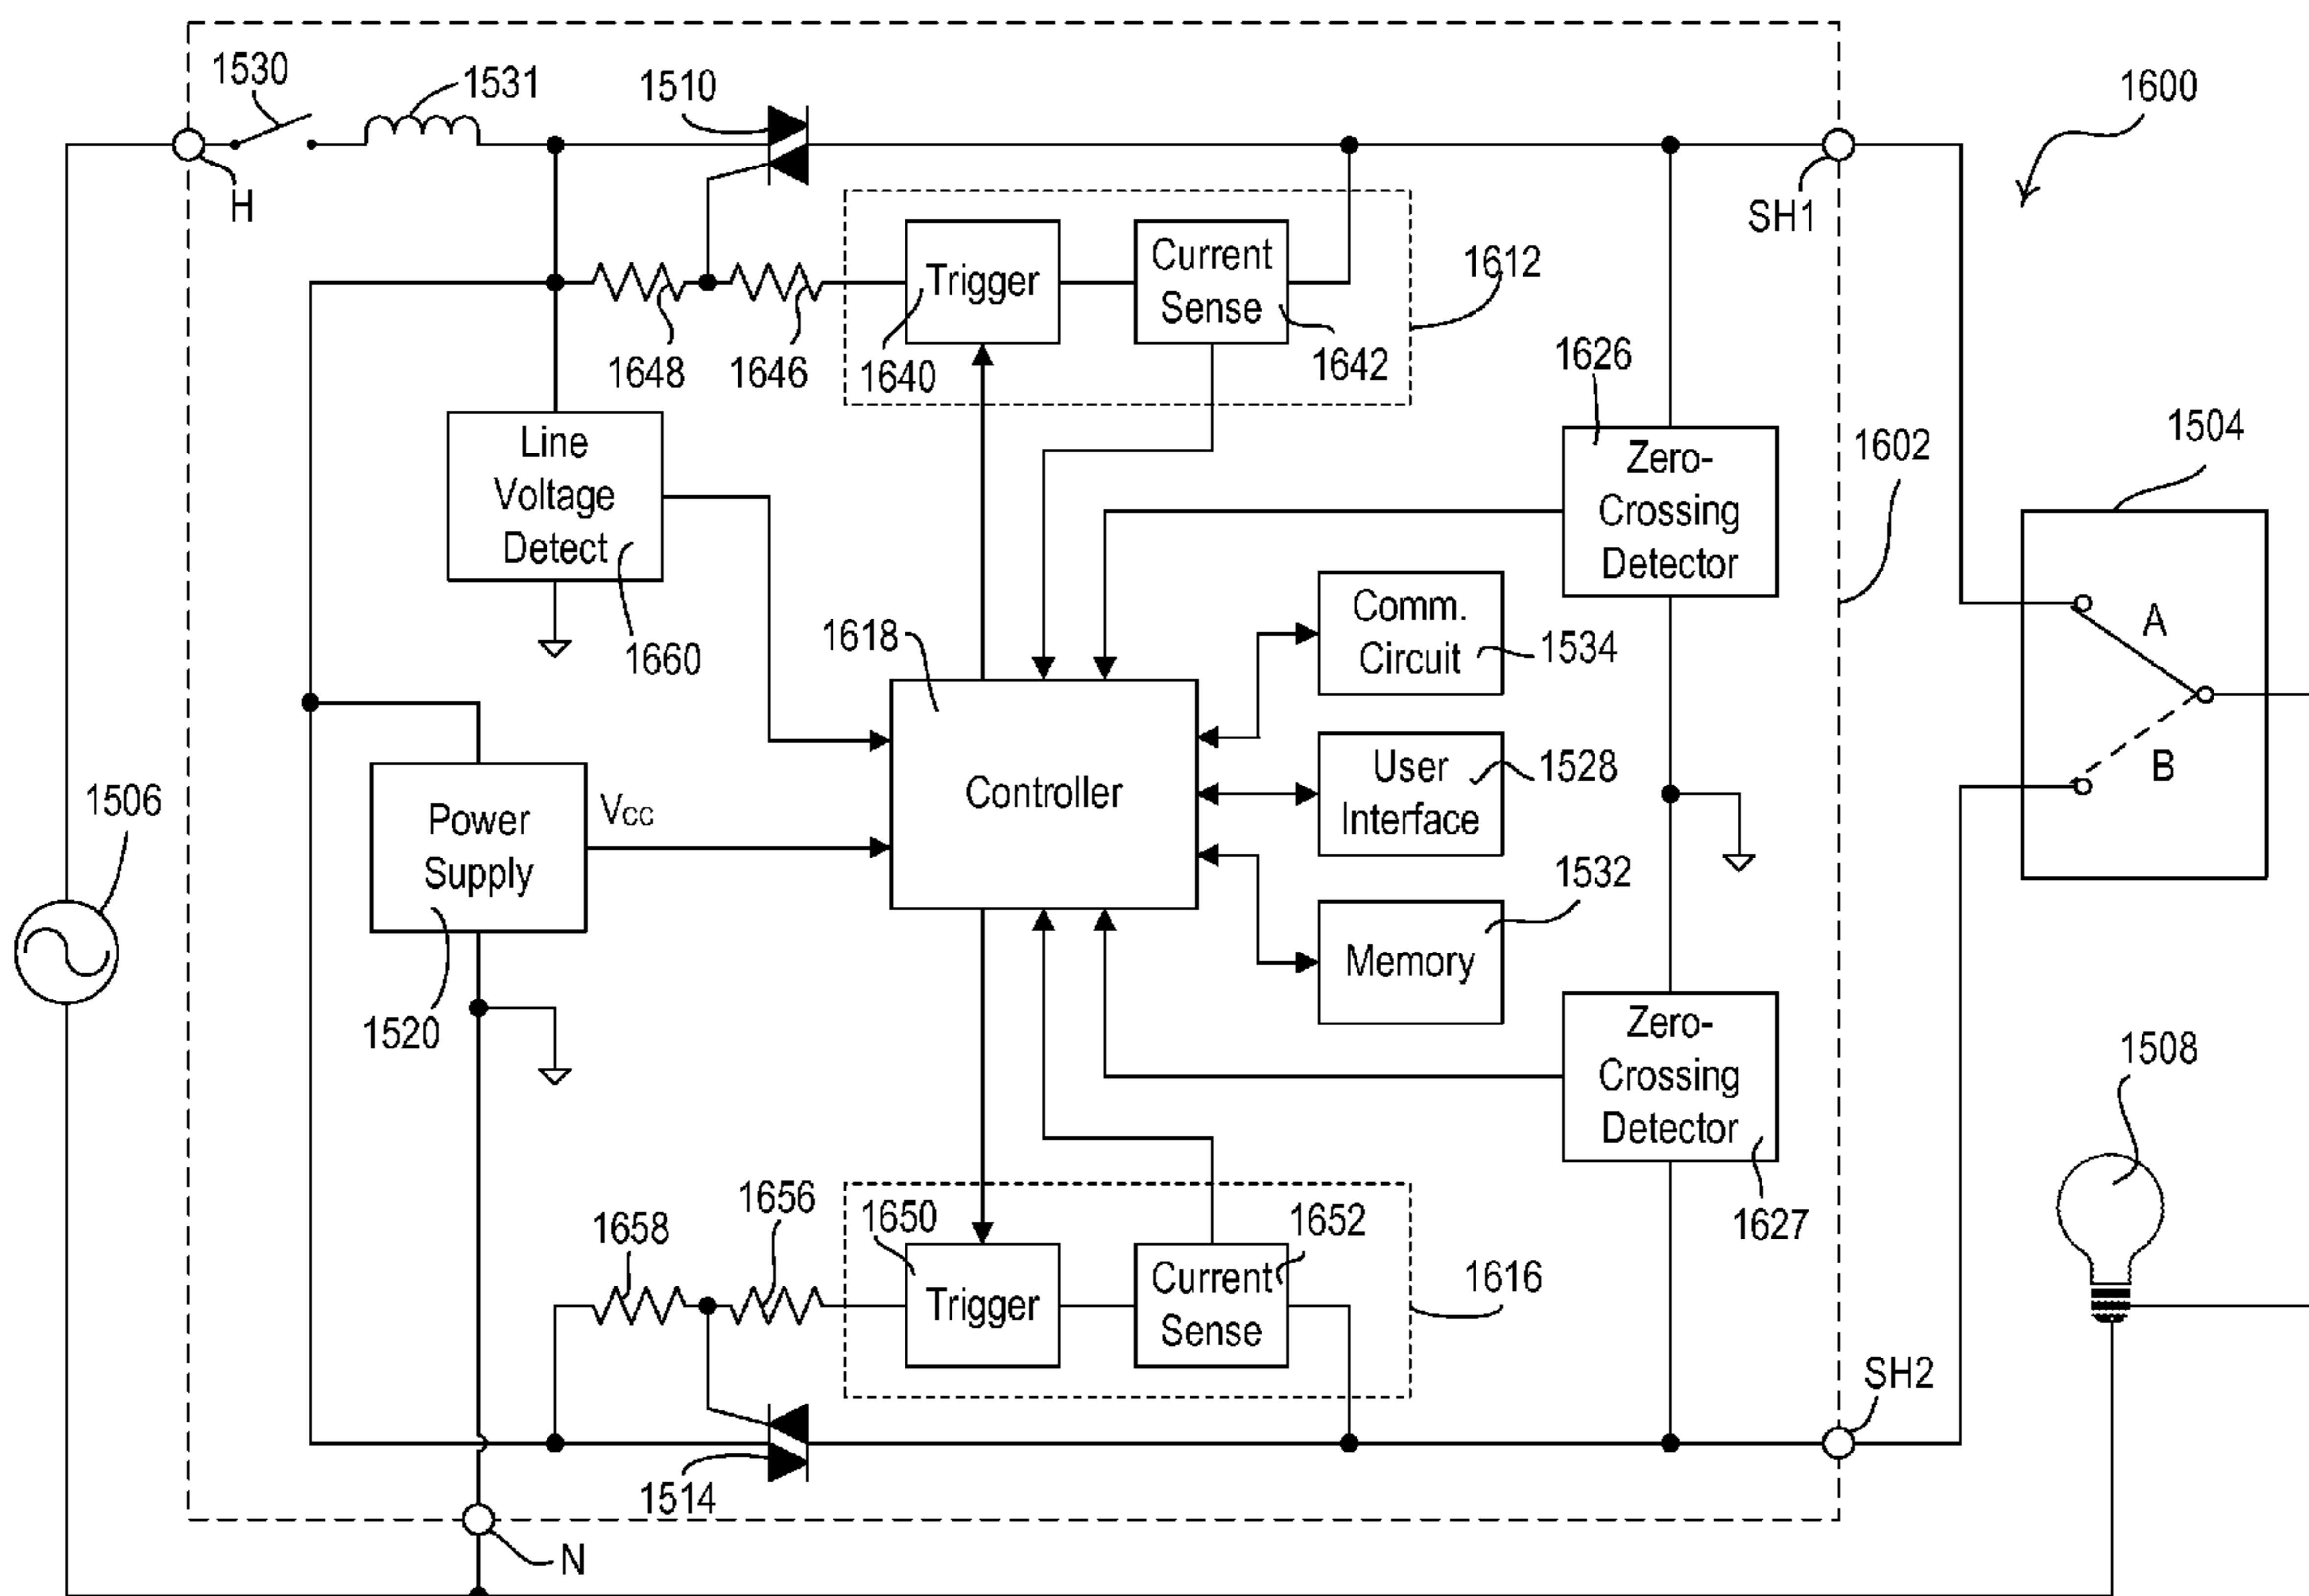 1530
1531
1510
1600
H
SH1
Trigger
Current
Sense
1612
1648
1646
1640
1642
1626
1504
Line
Voltage
Detect
Zero-
Crossing
Detector
1602
1660
1618
Comm.
Circuit
1534
A
B
1506
Power
Supply
VCC
Controller
User
Interface
1528
1532
Memory
1520
Zero-
Crossing
Detector
1508
1658
1656
1650
1652
1627
Trigger
Current
Sense
1616
SH2
1514
N